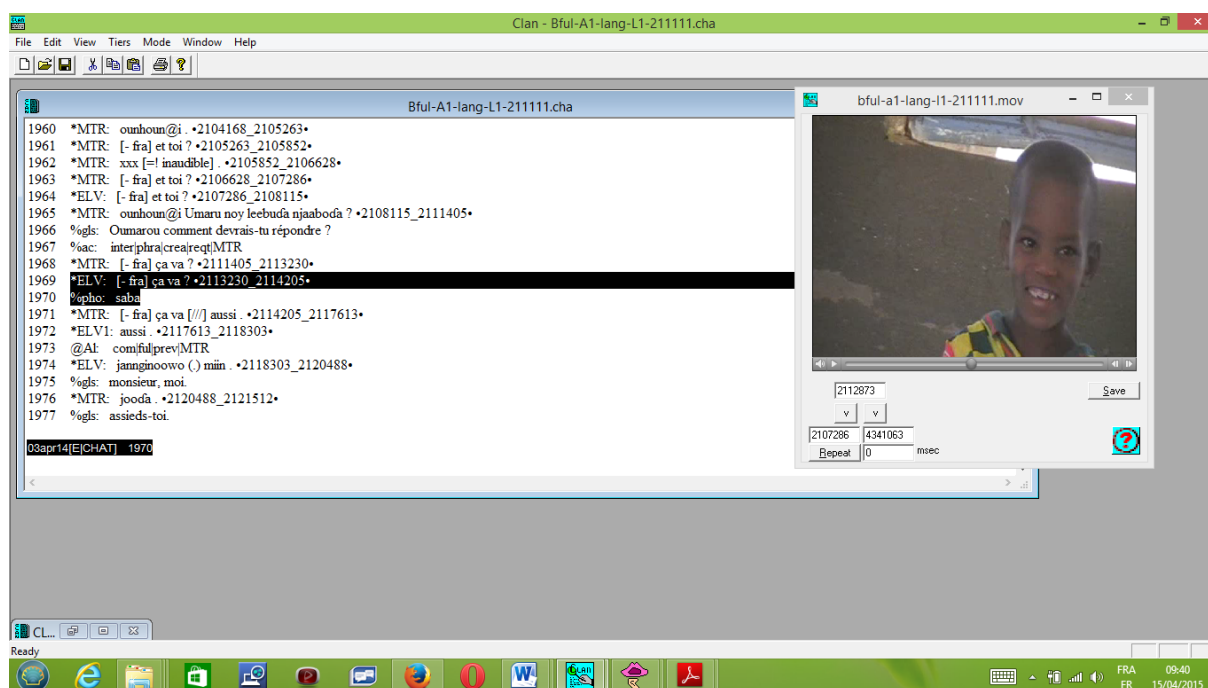 Clan - Bful-A1-lang-L1-211111.cha
File Edit View Tiers Mode Window Help
Bful-A1-lang-L1-211111.cha
1960 *MTR: ounhoun@i . •2104168_2105263•
1961 *MTR: [- fra] et toi ? •2105263_2105852•
1962 *MTR: xxx [=! inaudible] . •2105852_2106628•
1963 *MTR: [- fra] et toi ? •2106628_2107286•
1964 *ELV: [- fra] et toi ? •2107286_2108115•
1965 *MTR: ounhoun@i Umaru noy leebuɗa njaaboɗa ? •2108115_2111405•
1966 %gls: Oumarou comment devrais-tu répondre ?
1967 %ac: inter|phra|crea|reqt|MTR
1968 *MTR: [- fra] ça va ? •2111405_2113230•
1969 *ELV: [- fra] ça va ? •2113230_2114205•
1970 %pho: saba
1971 *MTR: [- fra] ça va [///] aussi . •2114205_2117613•
1972 *ELV1: aussi . •2117613_2118303•
1973 @Al: com|ful|prev|MTR
1974 *ELV: jannginoowo (.) miin . •2118303_2120488•
1975 %gls: monsieur, moi.
1976 *MTR: jooɗa . •2120488_2121512•
1977 %gls: assieds-toi.
03apr14[E|CHAT] 1970
bful-a1-lang-l1-211111.mov
2112873
Save
v v
2107286 4341063
Repeat 0 msec
CL...
Ready
FRA 09:40
FR 15/04/2015